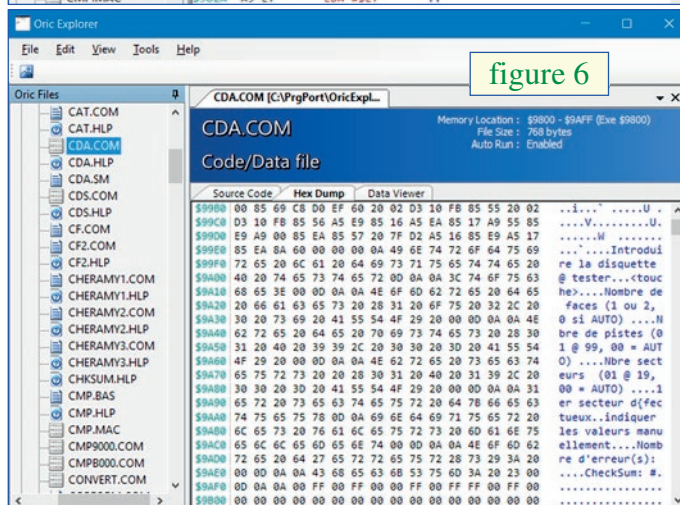 Oric Explorer
File Edit View Tools Help
figure 6
Oric Files
CAT.COM
CAT.HLP
CDA.COM
CDA.HLP
CDA.SM
CDS.COM
CDS.HLP
CF.COM
CF2.COM
CF2.HLP
CHERAMY1.COM
CHERAMY1.HLP
CHERAMY2.COM
CHERAMY2.HLP
CHERAMY3.COM
CHERAMY3.HLP
CHKSUM.HLP
CMP.BAS
CMP.HLP
CMP.MAC
CMP9000.COM
CMPB000.COM
CONVERT.COM
CDA.COM [C:\PrgPort\OricExpl...
CDA.COM
Code/Data file
Memory Location : $9800 - $9AFF (Exe $9800)
File Size : 768 bytes
Auto Run : Enabled
Source Code Hex Dump Data Viewer
$99B0 00 85 69 C8 D0 EF 60 20 02 D3 10 FB 85 55 20 02 ..i...` .....U .
$99C0 D3 10 FB 85 56 A5 E9 85 16 A5 EA 85 17 A9 55 85 ....V.........U.
$99D0 E9 A9 00 85 EA 85 57 20 7F D2 A5 16 85 E9 A5 17 ......W ........
$99E0 85 EA 8A 60 00 00 00 0A 49 6E 74 72 6F 64 75 69 ...`....Introdui
$99F0 72 65 20 6C 61 20 64 69 73 71 75 65 74 74 65 20 re la disquette
$9A00 40 20 74 65 73 74 65 72 0D 0A 0A 3C 74 6F 75 63 @ tester...<touc
$9A10 68 65 3E 00 0D 0A 0A 4E 6F 6D 62 72 65 20 64 65 he>....Nombre de
$9A20 20 66 61 63 65 73 20 28 31 20 6F 75 20 32 2C 20 faces (1 ou 2,
$9A30 30 20 73 69 20 41 55 54 4F 29 20 00 0D 0A 0A 4E 0 si AUTO) ....N
$9A40 62 72 65 20 64 65 20 70 69 73 74 65 73 20 28 30 bre de pistes (0
$9A50 31 20 40 20 39 39 2C 20 30 30 20 3D 20 41 55 54 1 @ 99, 00 = AUT
$9A60 4F 29 20 00 0D 0A 0A 4E 62 72 65 20 73 65 63 74 O) ....Nbre sect
$9A70 65 75 72 73 20 20 28 30 31 20 40 20 31 39 2C 20 eurs  (01 @ 19,
$9A80 30 30 20 3D 20 41 55 54 4F 29 20 00 0D 0A 0A 31 00 = AUTO) ....1
$9A90 65 72 20 73 65 63 74 65 75 72 20 64 7B 66 65 63 er secteur d{fec
$9AA0 74 75 65 75 78 0D 0A 69 6E 64 69 71 75 65 72 20 tueux..indiquer
$9AB0 6C 65 73 20 76 61 6C 65 75 72 73 20 6D 61 6E 75 les valeurs manu
$9AC0 65 6C 6C 65 6D 65 6E 74 00 0D 0A 0A 4E 6F 6D 62 ellement....Nomb
$9AD0 72 65 20 64 27 65 72 72 65 75 72 28 73 29 3A 20 re d'erreur(s):
$9AE0 00 0D 0A 0A 43 68 65 63 6B 53 75 6D 3A 20 23 00 ....CheckSum: #.
$9AF0 0D 0A 0A 00 FF 00 FF 00 00 FF 00 FF FF 00 FF 00 ................
$9B00 00 00 00 00 00 00 00 00 00 00 00 00 00 00 00 00 ................